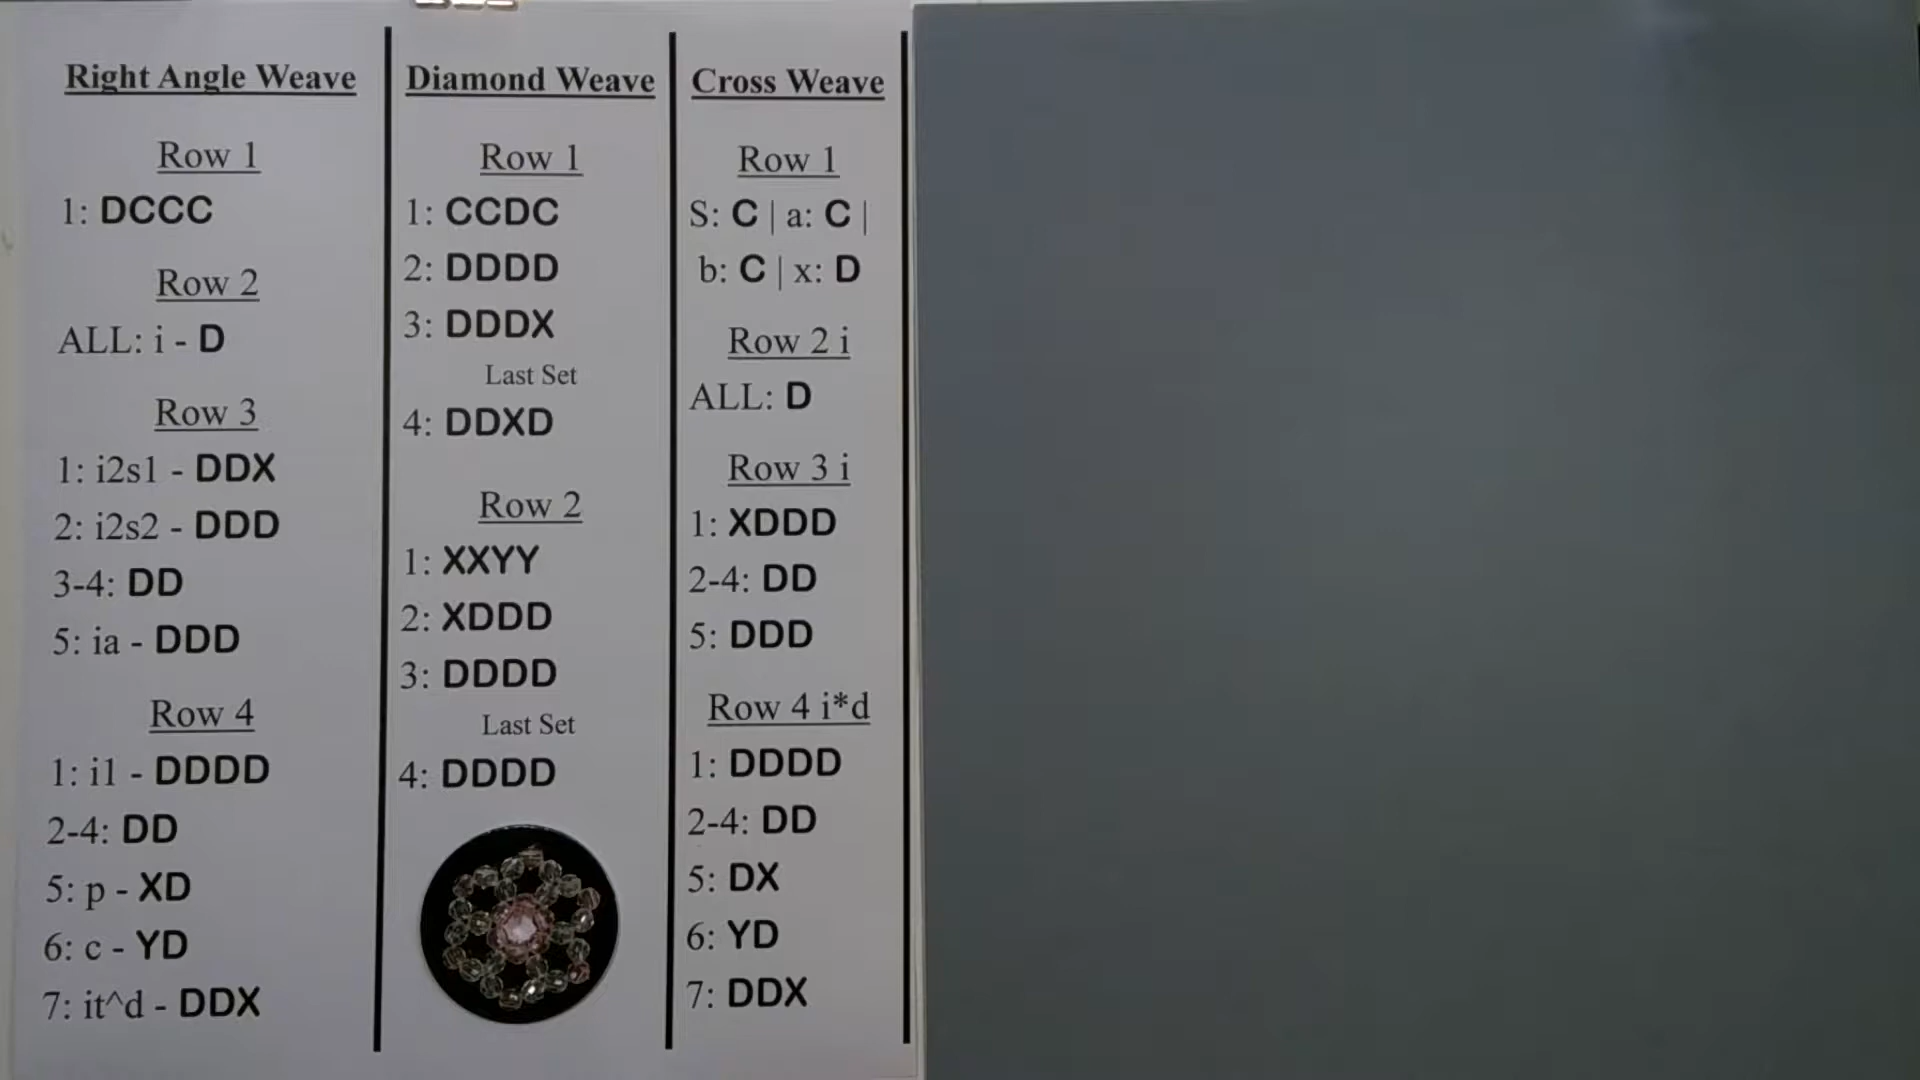 Right Angle Weave
Row 1
1: DCCC
Row 2
ALL: i - D
Row 3
1: i2s1 - DDX
2: i2s2 - DDD
3-4: DD
5: ia - DDD
Row 4
1: i1 - DDDD
2-4: DD
5: p - XD
6: c - YD
7: it^d - DDX
Diamond Weave
Row 1
1: CCDC
2: DDDD
3: DDDX
Last Set
4: DDXD
Row 2
1: XXYY
2: XDDD
3: DDDD
Last Set
4: DDDD
Cross Weave
Row 1
S: C | a: C |
b: C | x: D
Row 2 i
ALL: D
Row 3 i
1: XDDD
2-4: DD
5: DDD
Row 4 i*d
1: DDDD
2-4: DD
5: DX
6: YD
7: DDX